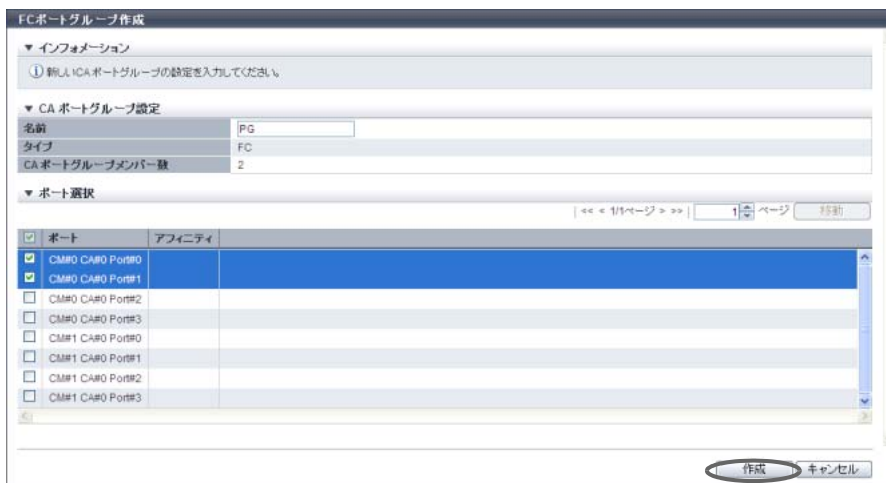 FCポートグループ作成
▼ インフォメーション
新しいCAポートグループの設定を入力してください。
▼ CA ポートグループ設定
名前 PG
タイプ FC
CAポートグループメンバー数 2
▼ ポート選択
| << < 1/1ページ > >> | 1 ページ 移動
ポート アフィニティ
CM#0 CA#0 Port#0
CM#0 CA#0 Port#1
CM#0 CA#0 Port#2
CM#0 CA#0 Port#3
CM#1 CA#0 Port#0
CM#1 CA#0 Port#1
CM#1 CA#0 Port#2
CM#1 CA#0 Port#3
作成 キャンセル